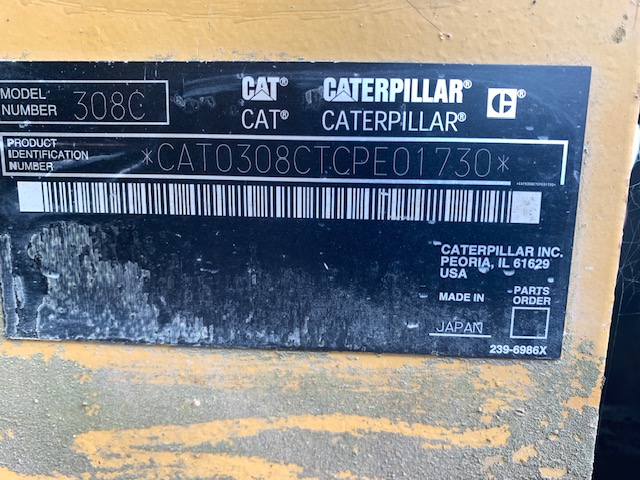 MODEL NUMBER 308C
CAT® CATERPILLAR® C®
CAT® CATERPILLAR®
PRODUCT IDENTIFICATION NUMBER *CAT0308CTCPE01730*
CATERPILLAR INC.
PEORIA, IL 61629
USA
MADE IN JAPAN
PARTS ORDER
239-6986X